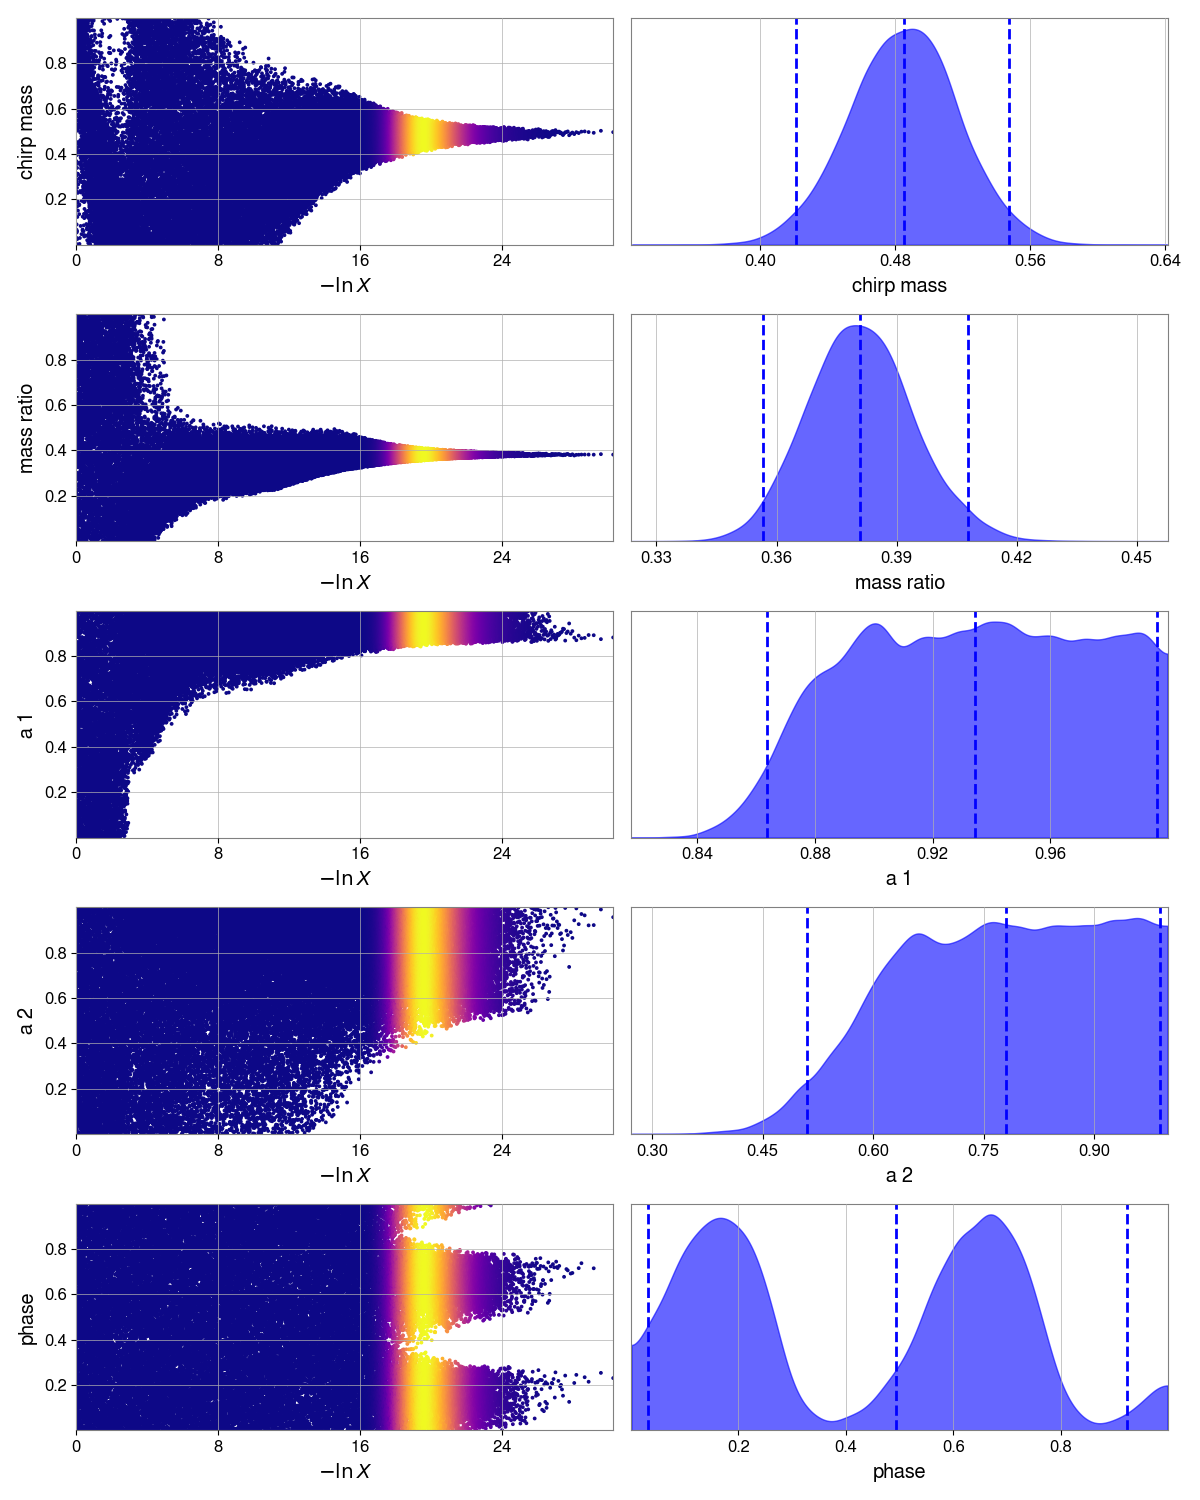 0.8
0.6
0.4
0.2
chirp mass
0 8 16 24
−ln X
0.40 0.48 0.56 0.64
chirp mass
0.8
0.6
0.4
0.2
mass ratio
0 8 16 24
−ln X
0.33 0.36 0.39 0.42 0.45
mass ratio
0.8
0.6
0.4
0.2
a 1
0 8 16 24
−ln X
0.84 0.88 0.92 0.96
a 1
0.8
0.6
0.4
0.2
a 2
0 8 16 24
−ln X
0.30 0.45 0.60 0.75 0.90
a 2
0.8
0.6
0.4
0.2
phase
0 8 16 24
−ln X
0.2 0.4 0.6 0.8
phase